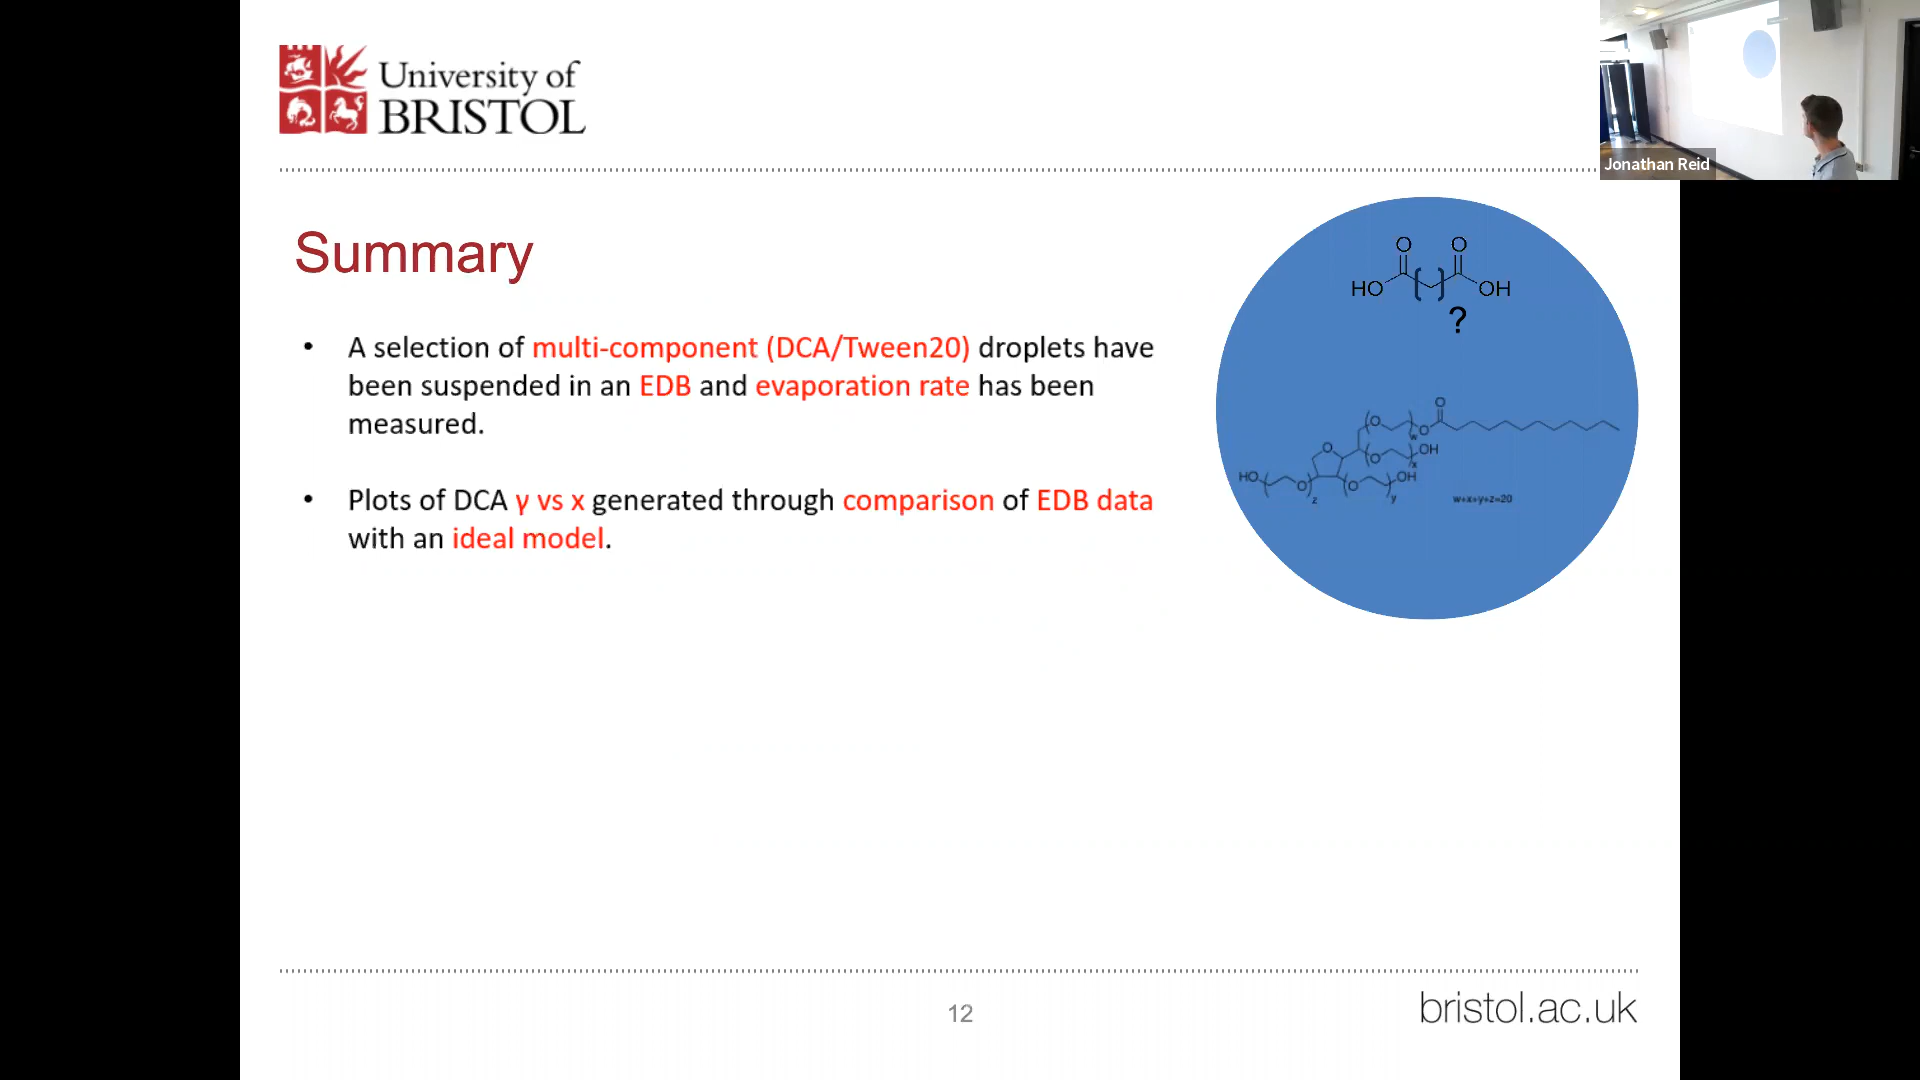 University of
BRISTOL
Jonathan Reid
Summary
• A selection of multi-component (DCA/Tween20) droplets have
been suspended in an EDB and evaporation rate has been
measured.
• Plots of DCA γ vs x generated through comparison of EDB data
with an ideal model.
O O
HO ( ) OH
?
O
O O w
O OH
O x
HO O z O OH y
w+x+y+z=20
12
bristol.ac.uk